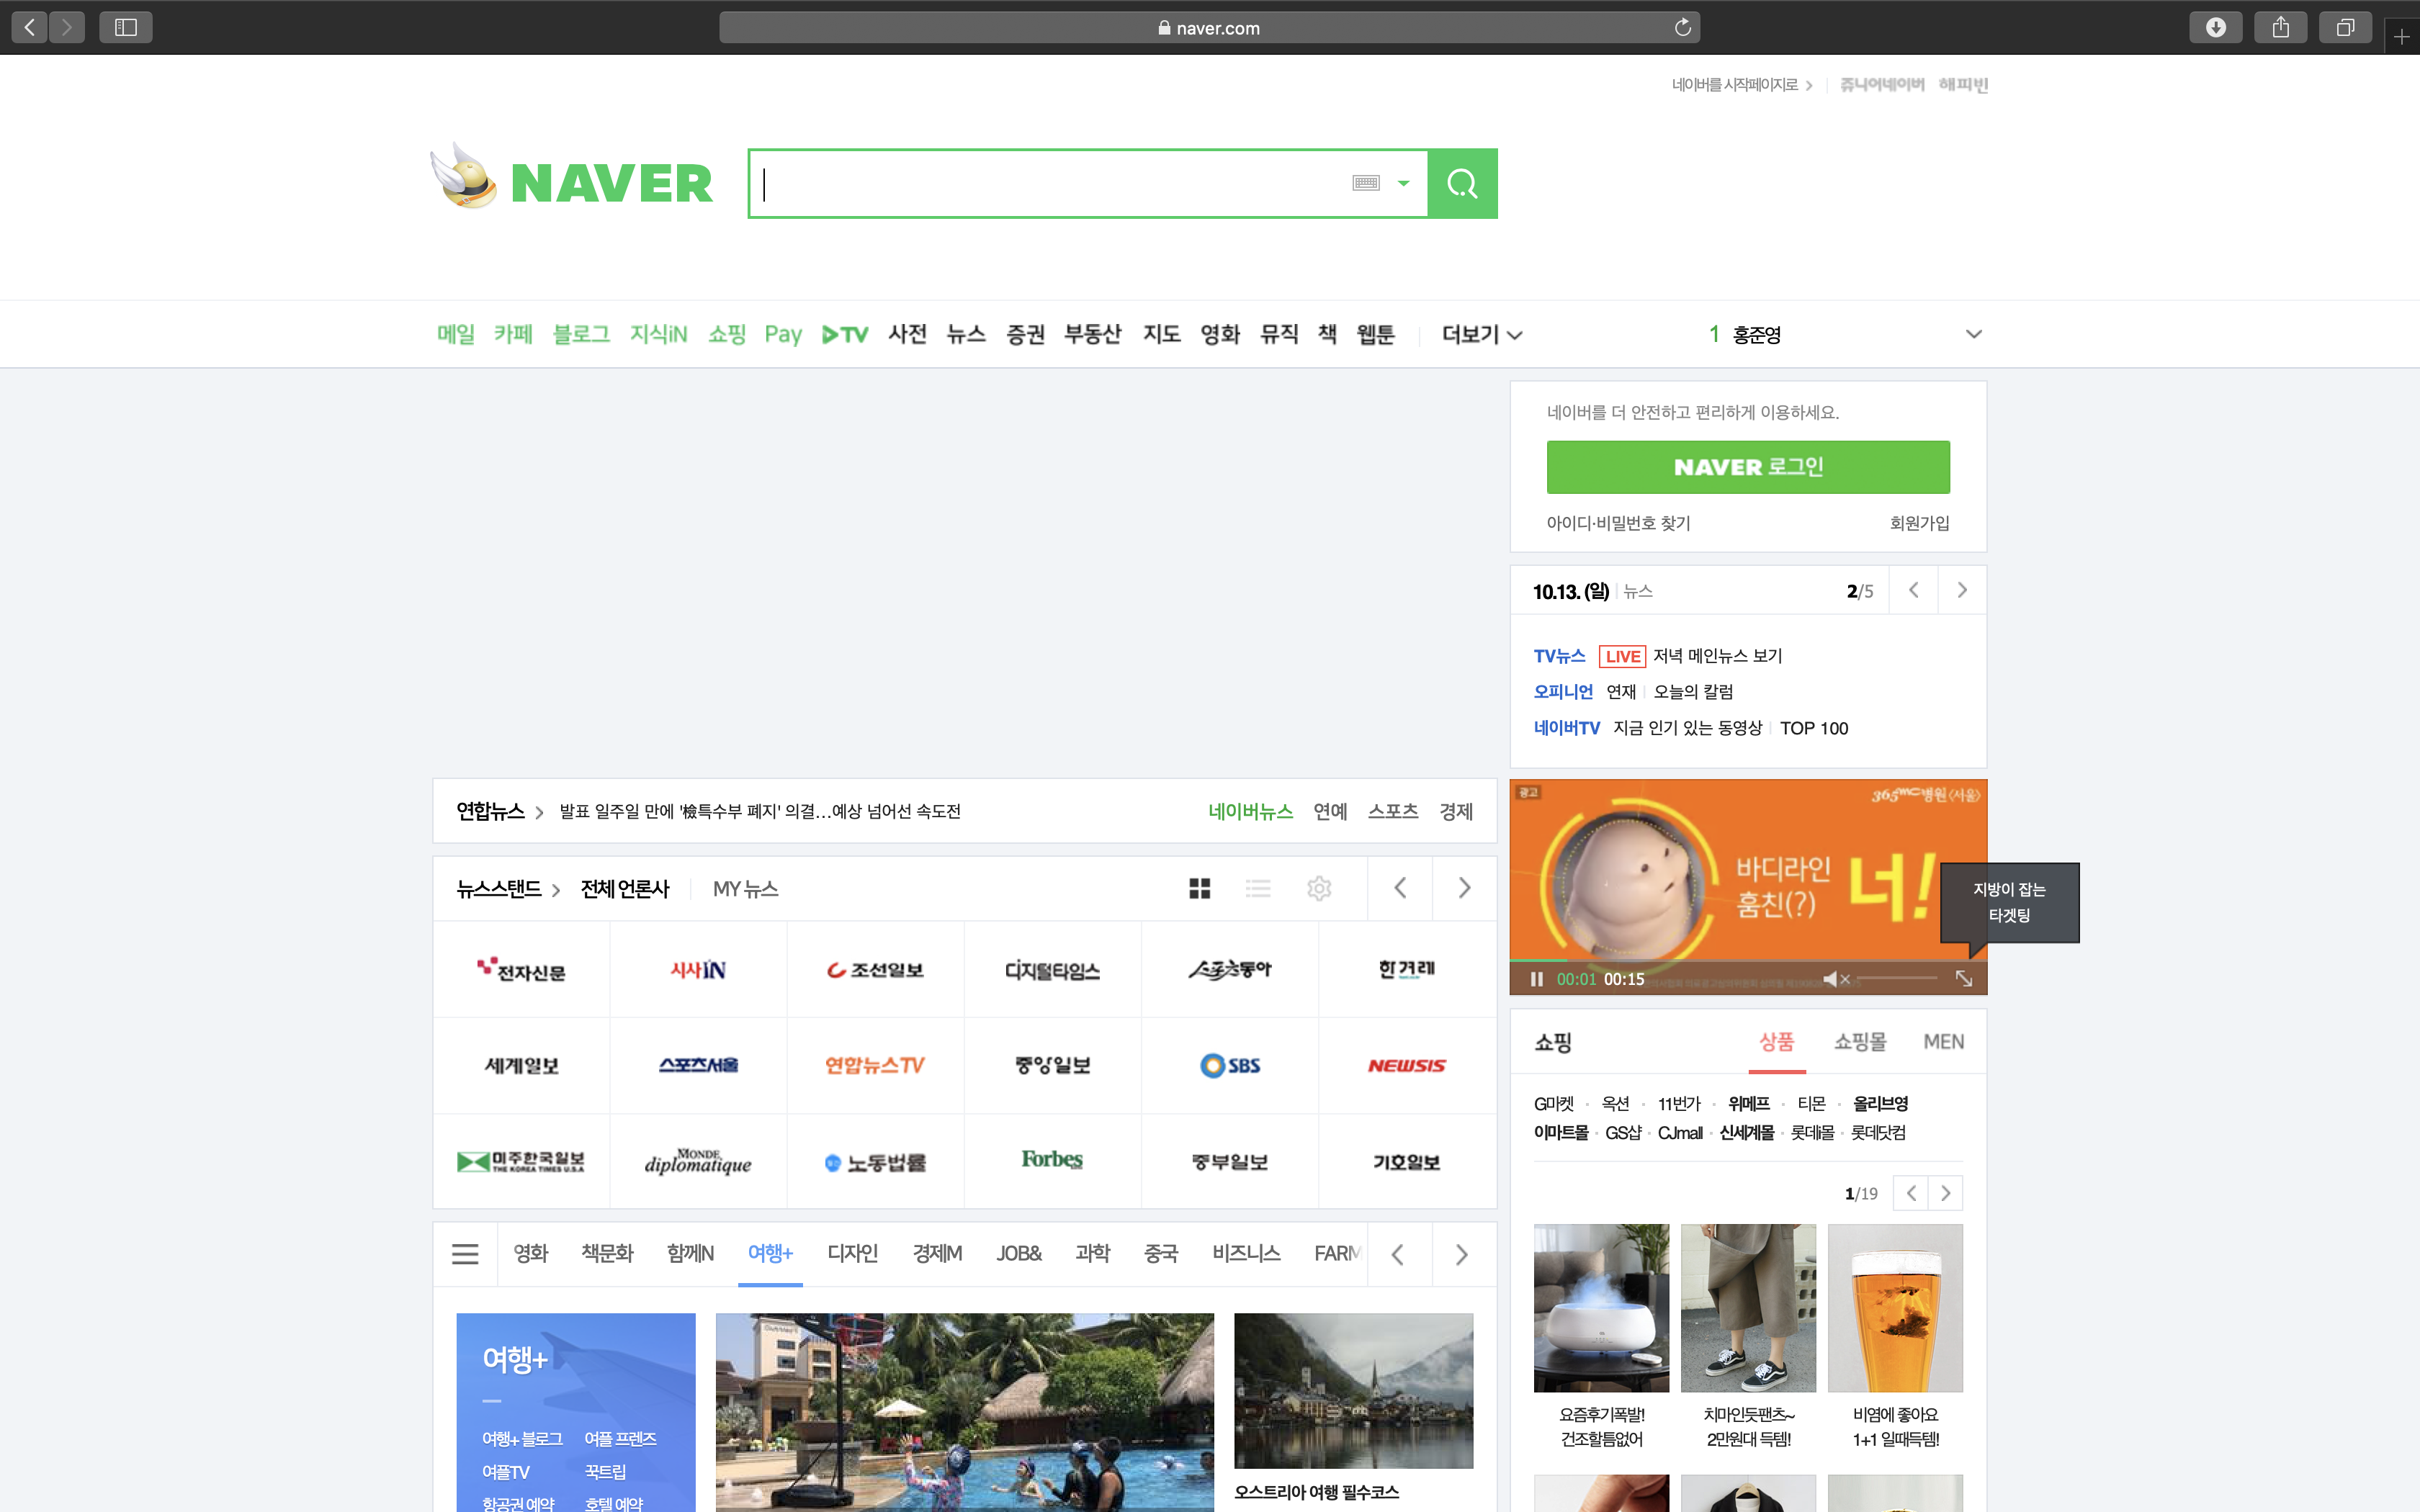 naver.com
네이버를 시작페이지로
쥬니어네이버 해피빈
NAVER
메일 카페 블로그 지식iN 쇼핑 Pay TV 사전 뉴스 증권 부동산 지도 영화 뮤직 책 웹툰 더보기
1 홍준영
네이버를 더 안전하고 편리하게 이용하세요.
NAVER 로그인
아이디·비밀번호 찾기 회원가입
10.13. (일) 뉴스 2/5
TV뉴스 LIVE 저녁 메인뉴스 보기
오피니언 연재 오늘의 칼럼
네이버TV 지금 인기 있는 동영상 TOP 100
연합뉴스 발표 일주일 만에 '檢특수부 폐지' 의결…예상 넘어선 속도전
네이버뉴스 연예 스포츠 경제
뉴스스탠드 전체 언론사 MY 뉴스
전자신문 시사iN 조선일보 디지털타임스 스포츠동아 한겨레
세계일보 스포츠서울 연합뉴스TV 중앙일보 SBS NEWSIS
미주한국일보 THE KOREA TIMES U.S.A LE MONDE diplomatique 노동법률 Forbes 중부일보 기호일보
광고
365mc병원(서울)
바디라인
훔친(?)
너!
지방이 잡는
타겟팅
00:01 00:15
쇼핑 상품 쇼핑몰 MEN
G마켓 옥션 11번가 위메프 티몬 올리브영
이마트몰 GS샵 CJmall 신세계몰 롯데i몰 롯데닷컴
1/19
요즘후기폭발!
건조할틈없어
치마인듯팬츠~
2만원대 득템!
비염에 좋아요
1+1 일때득템!
영화 책문화 함께N 여행+ 디자인 경제M JOB& 과학 중국 비즈니스 FARM
여행+
여행+ 블로그 여플 프렌즈
여플TV 꾹트립
항공권 예약 호텔 예약
오스트리아 여행 필수코스